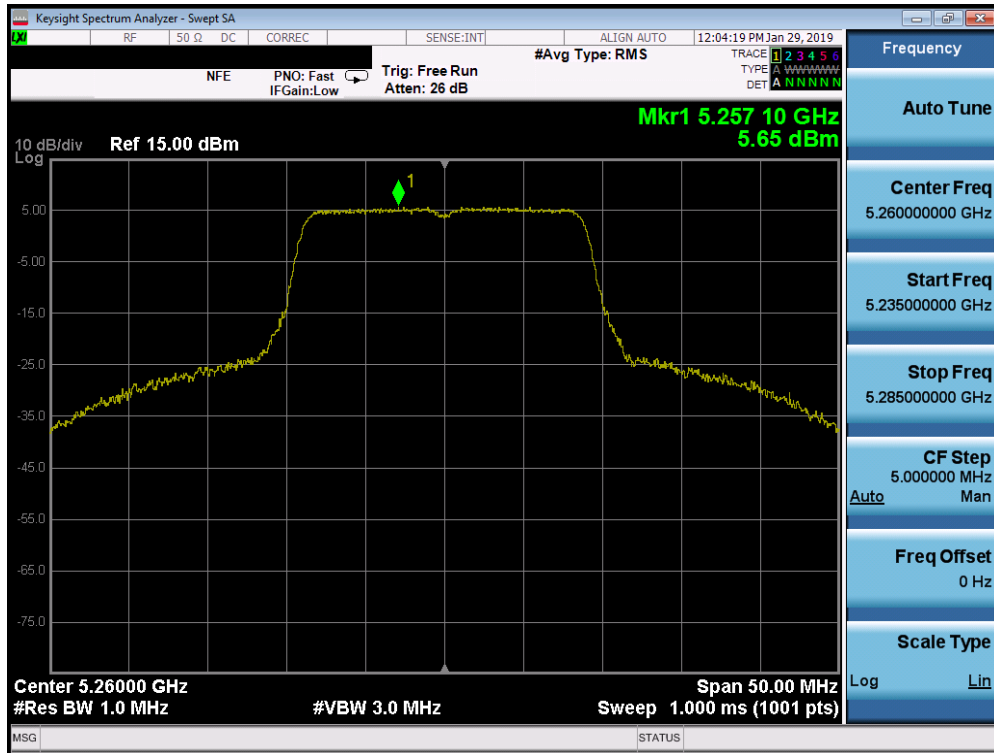 Keysight Spectrum Analyzer - Swept SA
LXI RF 50 Ω DC CORREC SENSE:INT ALIGN AUTO 12:04:19 PM Jan 29, 2019
NFE PNO: Fast Trig: Free Run #Avg Type: RMS TRACE 1 2 3 4 5 6
IFGain:Low Atten: 26 dB TYPE A WWWWW
DET A N N N N N
Mkr1 5.257 10 GHz
5.65 dBm
10 dB/div Ref 15.00 dBm
Log
1
5.00
-5.00
-15.0
-25.0
-35.0
-45.0
-55.0
-65.0
-75.0
Center 5.26000 GHz Span 50.00 MHz
#Res BW 1.0 MHz #VBW 3.0 MHz Sweep 1.000 ms (1001 pts)
MSG STATUS
Frequency
Auto Tune
Center Freq
5.260000000 GHz
Start Freq
5.235000000 GHz
Stop Freq
5.285000000 GHz
CF Step
5.000000 MHz
Auto Man
Freq Offset
0 Hz
Scale Type
Log Lin